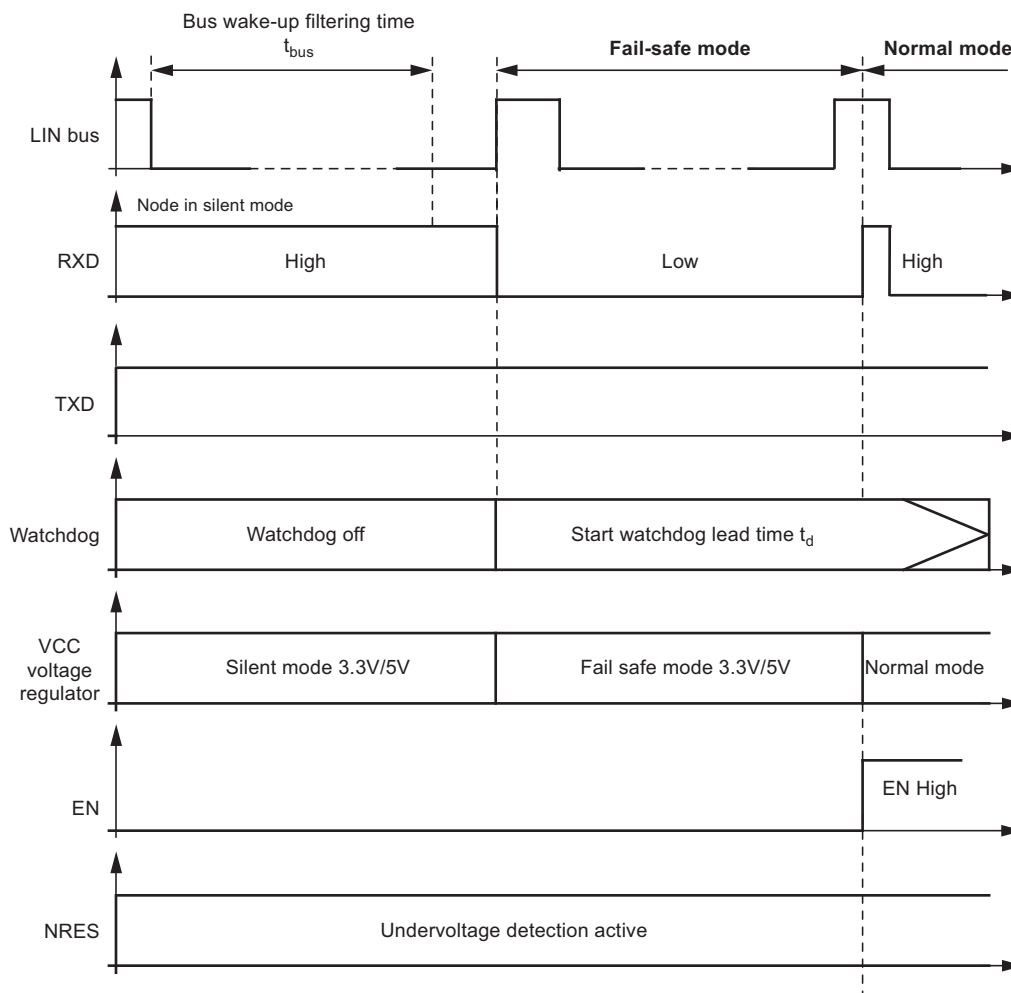 Bus wake-up filtering time
tbus
Fail-safe mode
Normal mode
LIN bus
Node in silent mode
RXD
High
Low
High
TXD
Watchdog
Watchdog off
Start watchdog lead time td
VCC
voltage
regulator
Silent mode 3.3V/5V
Fail safe mode 3.3V/5V
Normal mode
EN
EN High
NRES
Undervoltage detection active